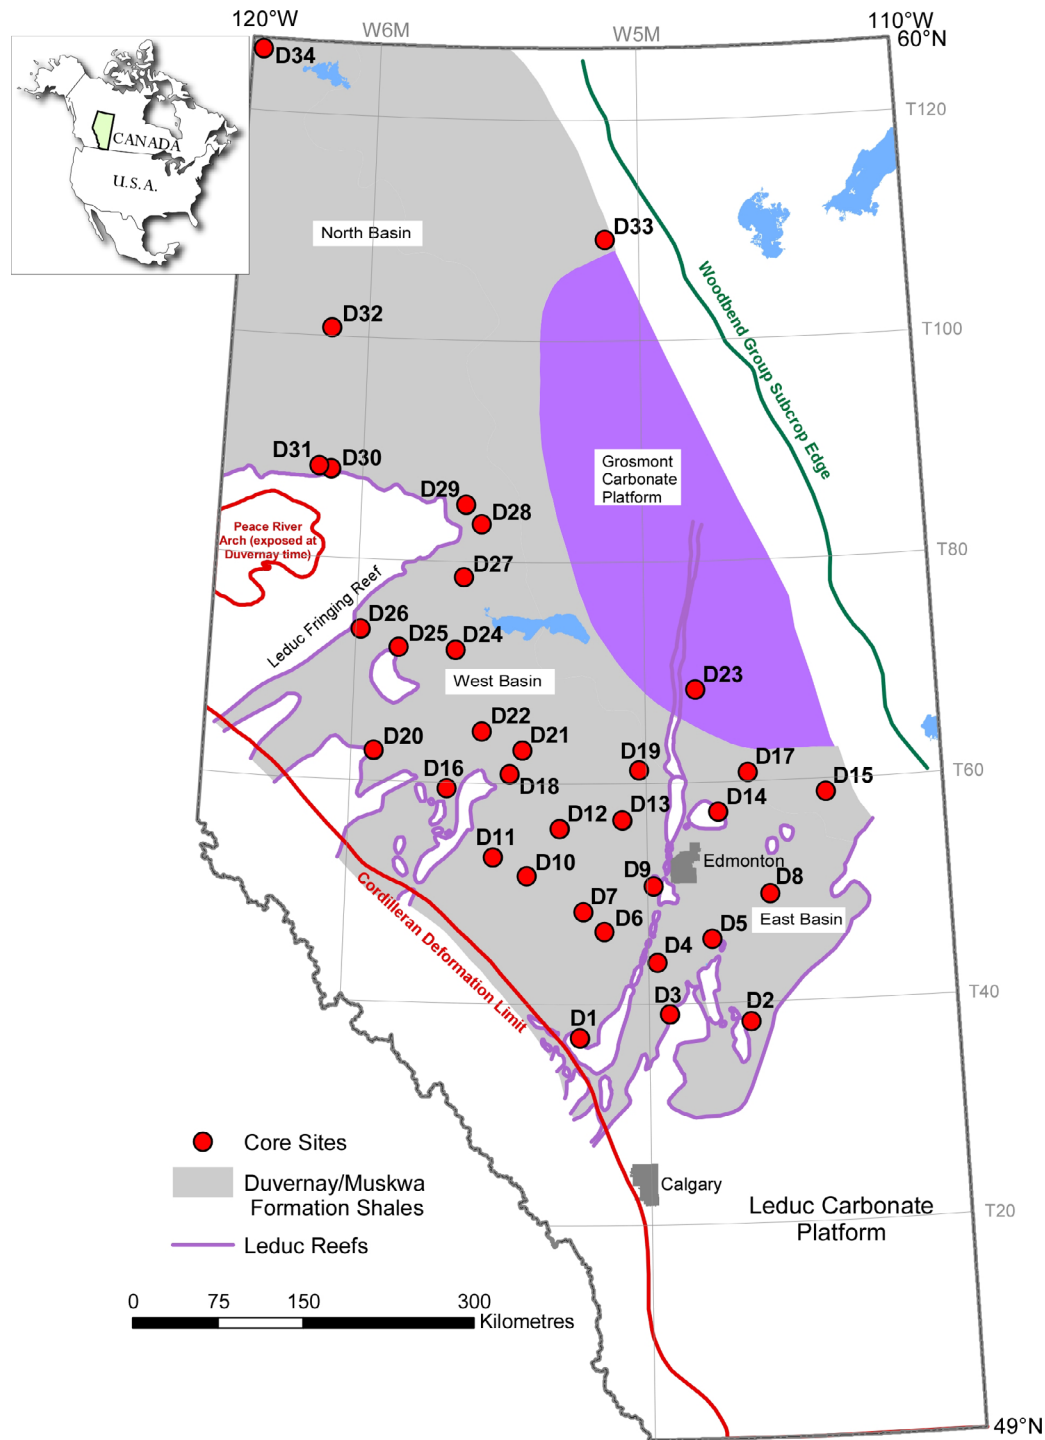 120°W
W6M
W5M
110°W
60°N
D34
T120
CANADA
U.S.A.
North Basin
D33
Woodbend Group Subcrop Edge
D32
T100
D31
D30
Grosmont
Carbonate
Platform
D29
D28
Peace River
Arch (exposed at
Duvernay time)
T80
D27
Leduc Fringing Reef
D26
D25
D24
West Basin
D23
D22
D21
D20
D19
D17
T60
D16
D18
D15
D14
D13
D12
D11
D10
Edmonton
D9
D8
D7
D6
East Basin
D5
D4
Cordilleran Deformation Limit
T40
D3
D2
D1
Core Sites
Duvernay/Muskwa
Formation Shales
Leduc Reefs
Calgary
Leduc Carbonate
Platform
T20
0
75
150
300
Kilometres
49°N